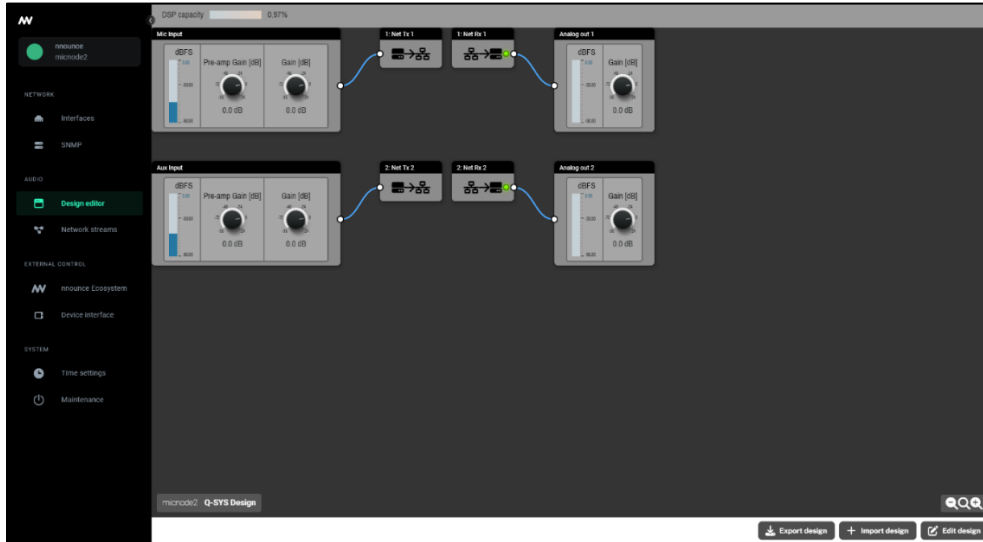 DSP capacity 0,97%
nnounce
micnode2
NETWORK
Interfaces
SNMP
AUDIO
Design editor
Network streams
EXTERNAL CONTROL
nnounce Ecosystem
Device interface
SYSTEM
Time settings
Maintenance
Mic Input
dBFS
Pre-amp Gain [dB]
Gain [dB]
0.0 dB
0.0 dB
1: Net Tx 1
1: Net Rx 1
Analog out 1
dBFS
Gain [dB]
0.0 dB
Aux Input
dBFS
Pre-amp Gain [dB]
Gain [dB]
0.0 dB
0.0 dB
2: Net Tx 2
2: Net Rx 2
Analog out 2
dBFS
Gain [dB]
0.0 dB
micnode2 Q-SYS Design
Export design
Import design
Edit design